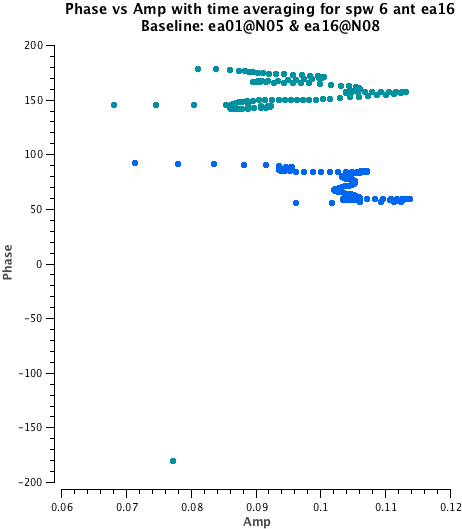 Phase vs Amp with time averaging for spw 6 ant ea16
Baseline: ea01@N05 & ea16@N08
200
150
100
50
0
-50
-100
-150
-200
Phase
0.06 0.07 0.08 0.09 0.1 0.11 0.12
Amp